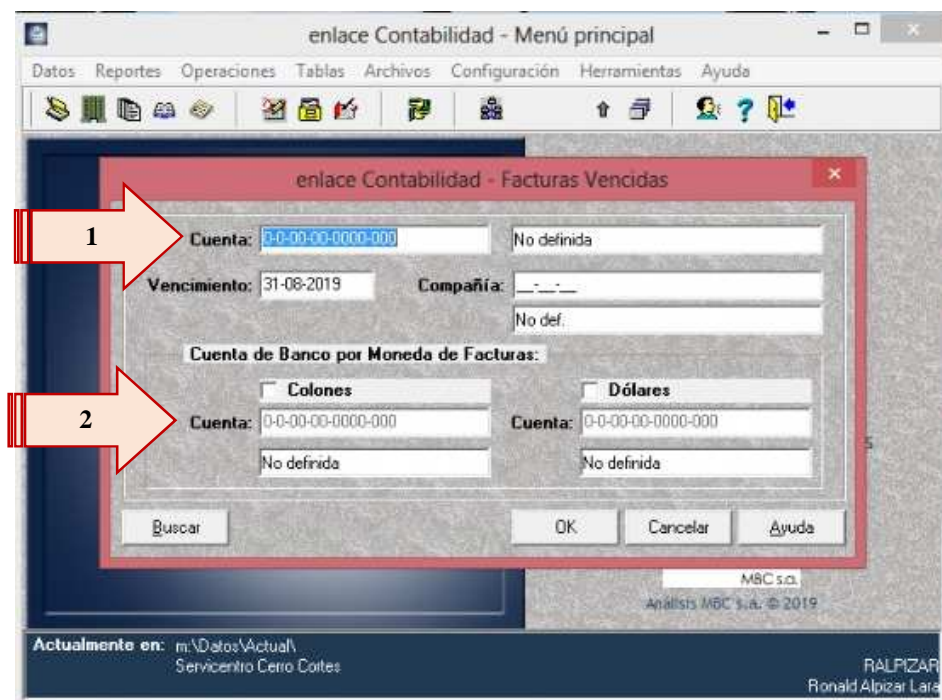 enlace Contabilidad - Menú principal
Datos Reportes Operaciones Tablas Archivos Configuración Herramientas Ayuda
enlace Contabilidad - Facturas Vencidas
1
Cuenta: 0-0-00-00-0000-000 No definida
Vencimiento: 31-08-2019 Compañía: __-__-__
No def.
Cuenta de Banco por Moneda de Facturas:
Colones Dólares
2
Cuenta: 0-0-00-00-0000-000 Cuenta: 0-0-00-00-0000-000
No definida No definida
Buscar OK Cancelar Ayuda
MBC s.a.
Análisis MBC s.a. © 2019
Actualmente en: m:\Datos\Actual\
Servicentro Cerro Cortes RALPIZAR
Ronald Alpizar Lara